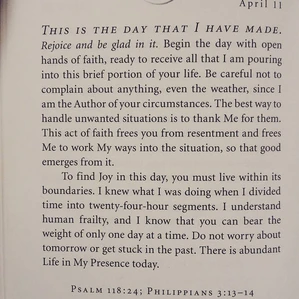 April 11
THIS IS THE DAY THAT I HAVE MADE.
Rejoice and be glad in it. Begin the day with open
hands of faith, ready to receive all that I am pouring
into this brief portion of your life. Be careful not to
complain about anything, even the weather, since I
am the Author of your circumstances. The best way to
handle unwanted situations is to thank Me for them.
This act of faith frees you from resentment and frees
Me to work My ways into the situation, so that good
emerges from it.
To find Joy in this day, you must live within its
boundaries. I knew what I was doing when I divided
time into twenty-four-hour segments. I understand
human frailty, and I know that you can bear the
weight of only one day at a time. Do not worry about
tomorrow or get stuck in the past. There is abundant
Life in My Presence today.
PSALM 118:24; PHILIPPIANS 3:13–14